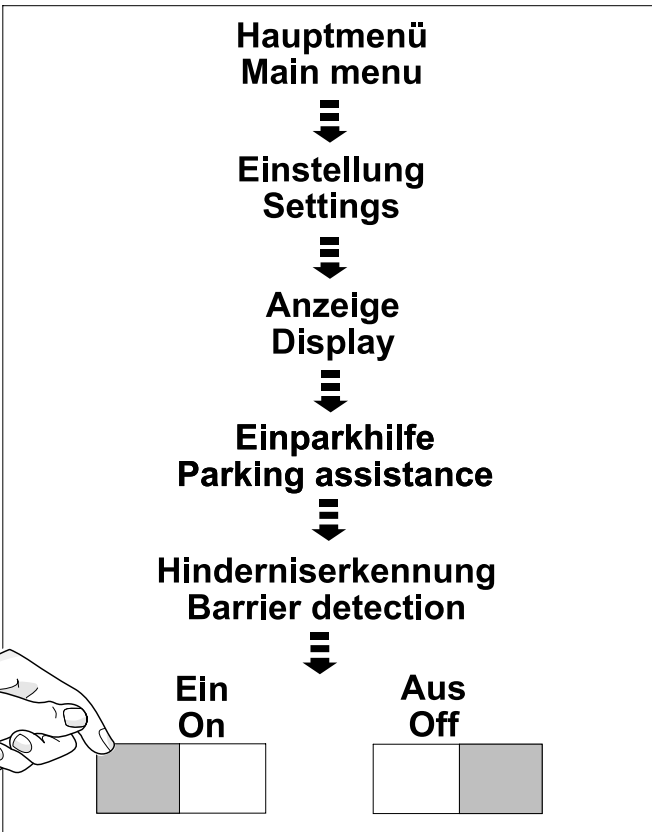 Hauptmenü
Main menu
Einstellung
Settings
Anzeige
Display
Einparkhilfe
Parking assistance
Hinderniserkennung
Barrier detection
Ein
On
Aus
Off